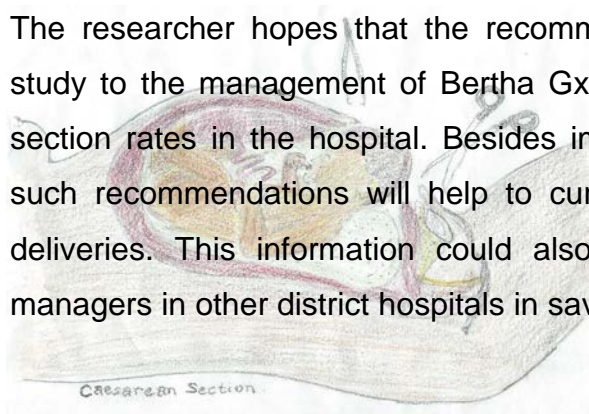 The researcher hopes that the recomm
study to the management of Bertha Gx
section rates in the hospital. Besides in
such recommendations will help to cur
deliveries. This information could also
managers in other district hospitals in sav
Caesarean Section